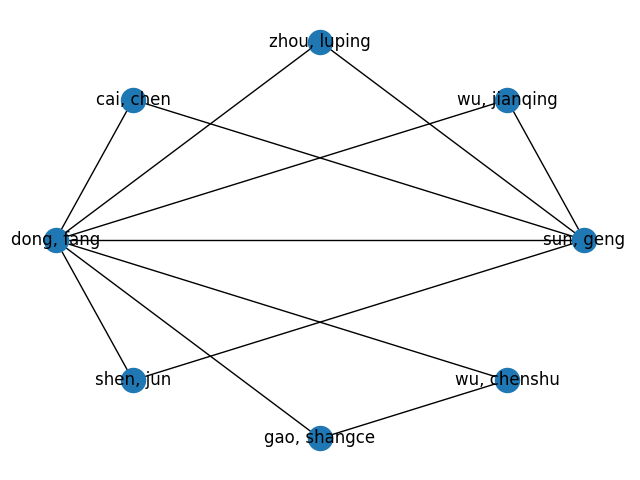 zhou, luping
cai, chen
wu, jianqing
dong, fang
sun, geng
shen, jun
wu, chenshu
gao, shangce